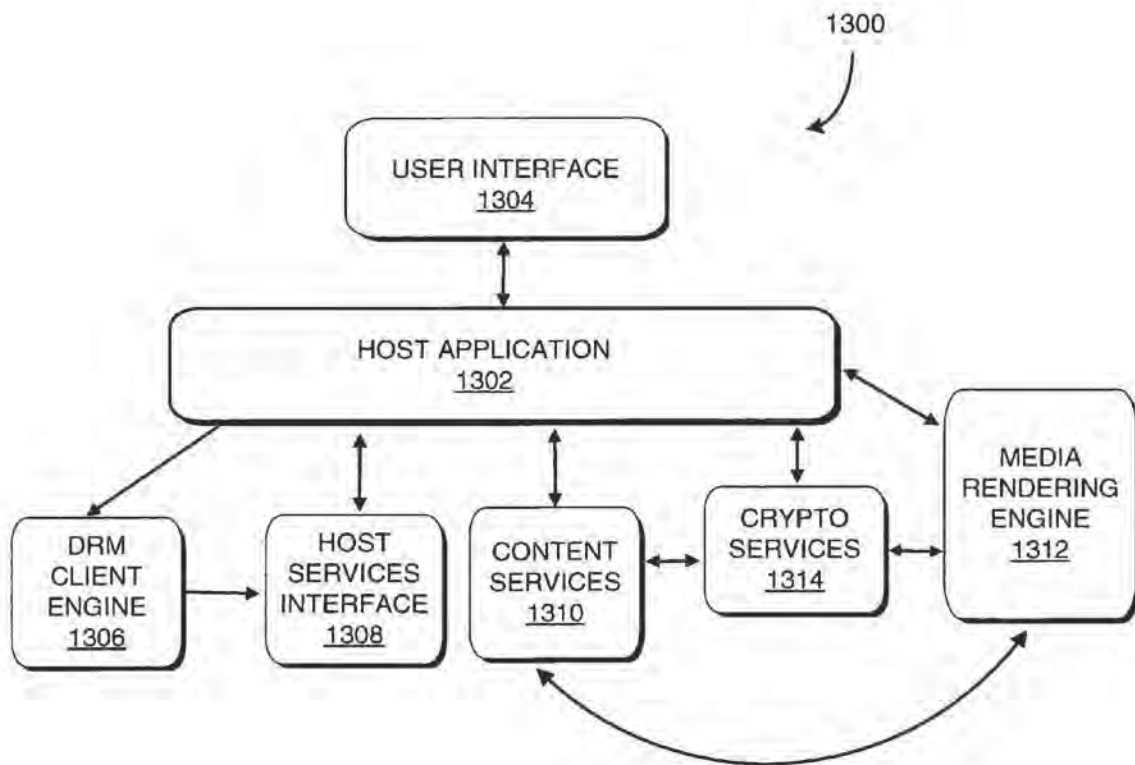 1300
USER INTERFACE
1304
HOST APPLICATION
1302
DRM
CLIENT
ENGINE
1306
HOST
SERVICES
INTERFACE
1308
CONTENT
SERVICES
1310
CRYPTO
SERVICES
1314
MEDIA
RENDERING
ENGINE
1312